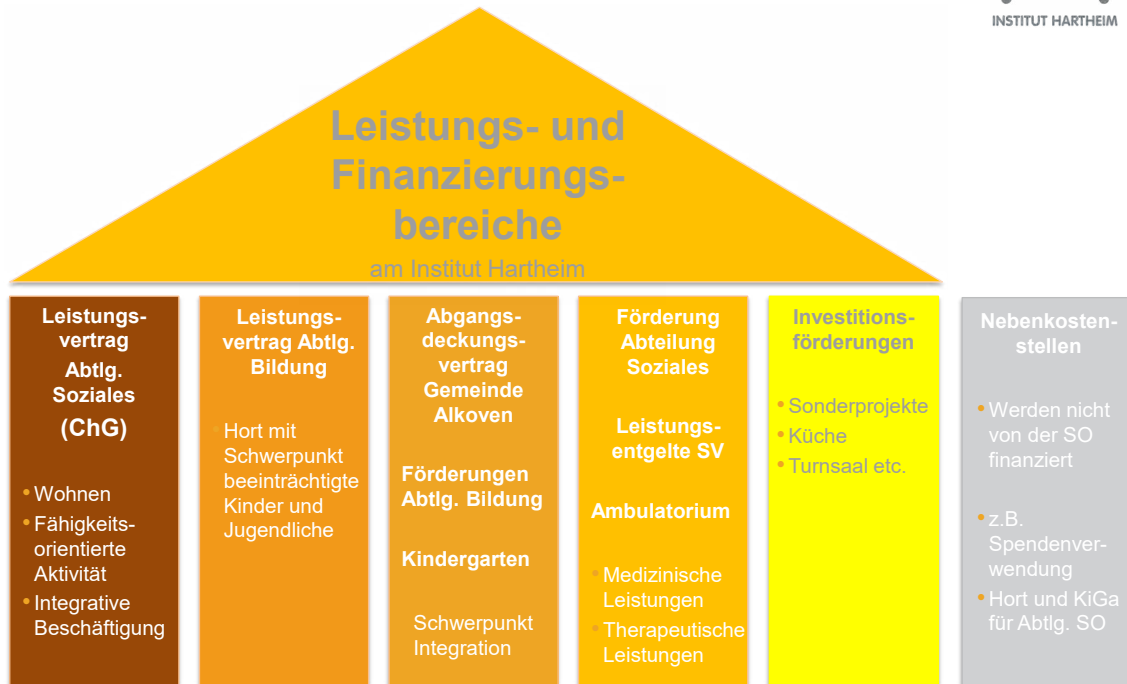 INSTITUT HARTHEIM
Leistungs- und
Finanzierungs-
bereiche
am Institut Hartheim
Leistungs-
vertrag
Abtlg.
Soziales
(ChG)
• Wohnen
• Fähigkeits-
orientierte
Aktivität
• Integrative
Beschäftigung
Leistungs-
vertrag Abtlg.
Bildung
• Hort mit
Schwerpunkt
beeinträchtigte
Kinder und
Jugendliche
Abgangs-
deckungs-
vertrag
Gemeinde
Alkoven
Förderungen
Abtlg. Bildung
Kindergarten
Schwerpunkt
Integration
Förderung
Abteilung
Soziales
Leistungs-
entgelte SV
Ambulatorium
• Medizinische
Leistungen
• Therapeutische
Leistungen
Investitions-
förderungen
• Sonderprojekte
• Küche
• Turnsaal etc.
Nebenkosten-
stellen
• Werden nicht
von der SO
finanziert
• z.B.
Spendenver-
wendung
• Hort und KiGa
für Abtlg. SO